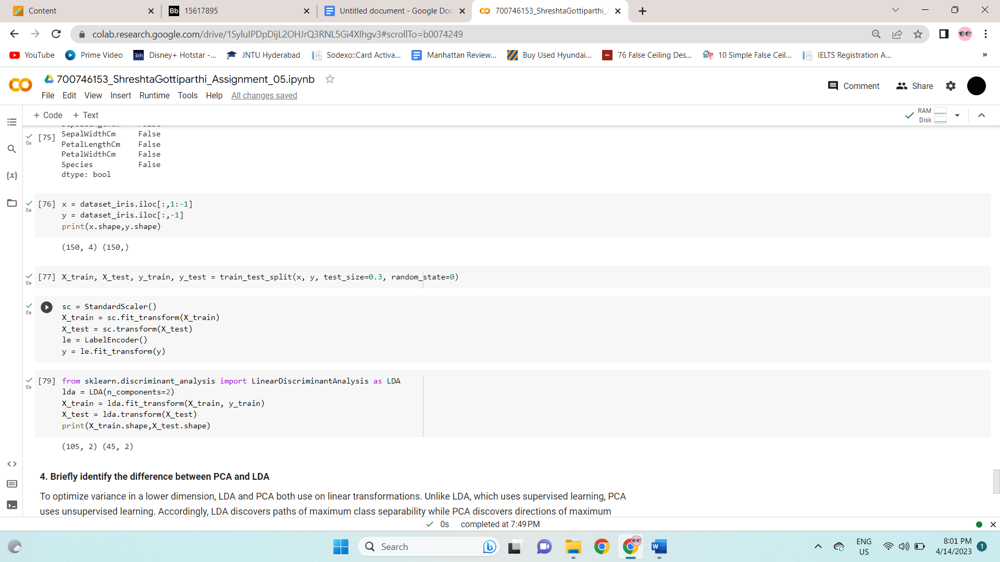 Content
Bb 15617895
Untitled document - Google Doc
700746153_ShreshtaGottiparthi_A
colab.research.google.com/drive/1SyluIPDpDijL2OHJrQ3RNL5Gi4XIhgv3#scrollTo=b0074249
YouTube Prime Video Disney+ Hotstar -... JNTU Hyderabad Sodexo::Card Activa... Manhattan Review... Buy Used Hyundai... 76 False Ceiling Des... 10 Simple False Ceil... IELTS Registration A... »
700746153_ShreshtaGottiparthi_Assignment_05.ipynb
Comment Share
File Edit View Insert Runtime Tools Help All changes saved
+ Code + Text
RAM
Disk
[75] SepalWidthCm False
0s
PetalLengthCm False
PetalWidthCm False
Species False
dtype: bool
{x}
[76] x = dataset_iris.iloc[:,1:-1]
0s
y = dataset_iris.iloc[:,-1]
print(x.shape,y.shape)
(150, 4) (150,)
[77] X_train, X_test, y_train, y_test = train_test_split(x, y, test_size=0.3, random_state=0)
0s
sc = StandardScaler()
0s
X_train = sc.fit_transform(X_train)
X_test = sc.transform(X_test)
le = LabelEncoder()
y = le.fit_transform(y)
[79] from sklearn.discriminant_analysis import LinearDiscriminantAnalysis as LDA
0s
lda = LDA(n_components=2)
X_train = lda.fit_transform(X_train, y_train)
X_test = lda.transform(X_test)
print(X_train.shape,X_test.shape)
(105, 2) (45, 2)
4. Briefly identify the difference between PCA and LDA
To optimize variance in a lower dimension, LDA and PCA both use on linear transformations. Unlike LDA, which uses supervised learning, PCA
uses unsupervised learning. Accordingly, LDA discovers paths of maximum class separability while PCA discovers directions of maximum
0s completed at 7:49 PM
Search
ENG
US
8:01 PM
4/14/2023
1